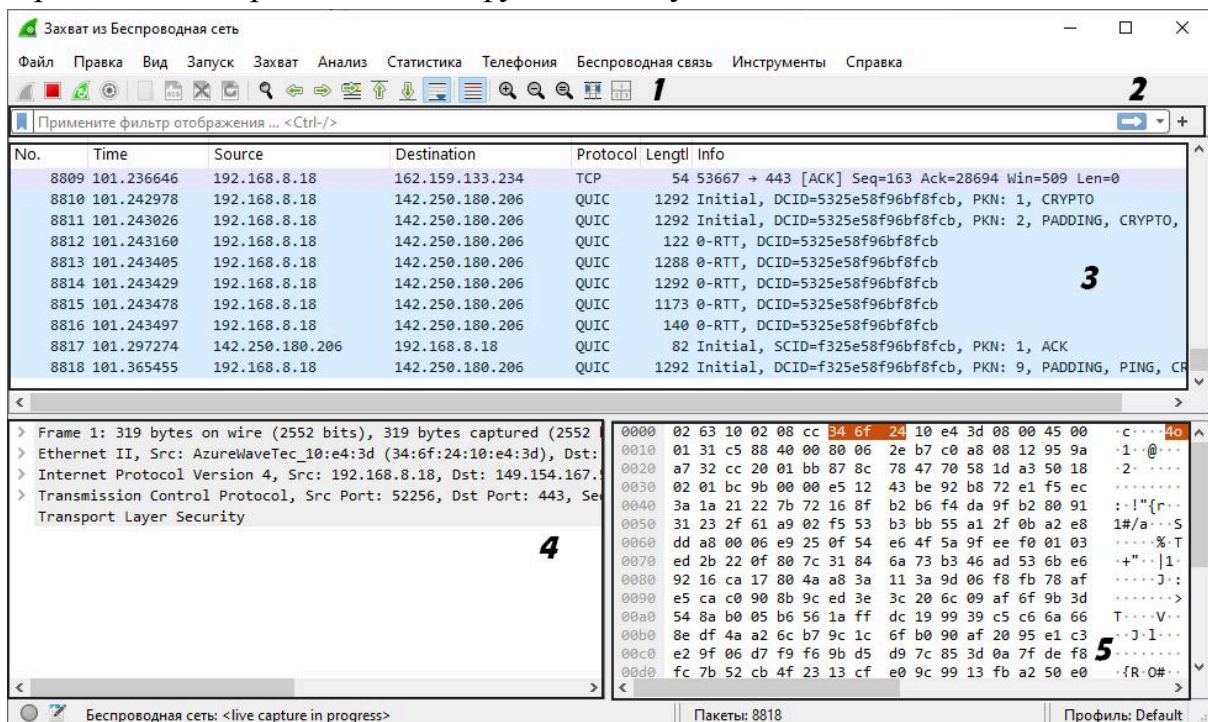 Захват из Беспроводная сеть
Файл Правка Вид Запуск Захват Анализ Статистика Телефония Беспроводная связь Инструменты Справка
1 2
Примените фильтр отображения ... <Ctrl-/> +
No. Time Source Destination Protocol Lengtl Info
8809 101.236646 192.168.8.18 162.159.133.234 TCP 54 53667 → 443 [ACK] Seq=163 Ack=28694 Win=509 Len=0
8810 101.242978 192.168.8.18 142.250.180.206 QUIC 1292 Initial, DCID=5325e58f96bf8fcb, PKN: 1, CRYPTO
8811 101.243026 192.168.8.18 142.250.180.206 QUIC 1292 Initial, DCID=5325e58f96bf8fcb, PKN: 2, PADDING, CRYPTO,
8812 101.243160 192.168.8.18 142.250.180.206 QUIC 122 0-RTT, DCID=5325e58f96bf8fcb
8813 101.243405 192.168.8.18 142.250.180.206 QUIC 1288 0-RTT, DCID=5325e58f96bf8fcb
8814 101.243429 192.168.8.18 142.250.180.206 QUIC 1292 0-RTT, DCID=5325e58f96bf8fcb
3
8815 101.243478 192.168.8.18 142.250.180.206 QUIC 1173 0-RTT, DCID=5325e58f96bf8fcb
8816 101.243497 192.168.8.18 142.250.180.206 QUIC 140 0-RTT, DCID=5325e58f96bf8fcb
8817 101.297274 142.250.180.206 192.168.8.18 QUIC 82 Initial, SCID=f325e58f96bf8fcb, PKN: 1, ACK
8818 101.365455 192.168.8.18 142.250.180.206 QUIC 1292 Initial, DCID=f325e58f96bf8fcb, PKN: 9, PADDING, PING, CR
Frame 1: 319 bytes on wire (2552 bits), 319 bytes captured (2552
Ethernet II, Src: AzureWaveTec_10:e4:3d (34:6f:24:10:e4:3d), Dst:
Internet Protocol Version 4, Src: 192.168.8.18, Dst: 149.154.167.
Transmission Control Protocol, Src Port: 52256, Dst Port: 443, Se
Transport Layer Security
4
0000 02 63 10 02 08 cc 34 6f 24 10 e4 3d 08 00 45 00 ·c····4o
0010 01 31 c5 88 40 00 80 06 2e b7 c0 a8 08 12 95 9a ·1··@···
0020 a7 32 cc 20 01 bb 87 8c 78 47 70 58 1d a3 50 18 ·2· ····
0030 02 01 bc 9b 00 00 e5 12 43 be 92 b8 72 e1 f5 ec ········
0040 3a 1a 21 22 7b 72 16 8f b2 b6 f4 da 9f b2 80 91 :·!"{r··
0050 31 23 2f 61 a9 02 f5 53 b3 bb 55 a1 2f 0b a2 e8 1#/a···S
0060 dd a8 00 06 e9 25 0f 54 e6 4f 5a 9f ee f0 01 03 ·····%·T
0070 ed 2b 22 0f 80 7c 31 84 6a 73 b3 46 ad 53 6b e6 ·+"··|1·
0080 92 16 ca 17 80 4a a8 3a 11 3a 9d 06 f8 fb 78 af ·····J·:
0090 e5 ca c0 90 8b 9c ed 3e 3c 20 6c 09 af 6f 9b 3d ·······>
00a0 54 8a b0 05 b6 56 1a ff dc 19 99 39 c5 c6 6a 66 T····V··
00b0 8e df 4a a2 6c b7 9c 1c 6f b0 90 af 20 95 e1 c3 ··J·l···
00c0 e2 9f 06 d7 f9 f6 9b d5 d9 7c 85 3d 0a 7f de f8 ········
5
00d0 fc 7b 52 cb 4f 23 13 cf e0 9c 99 13 fb a2 50 e0 ·{R·O#··
Беспроводная сеть: <live capture in progress> Пакеты: 8818 Профиль: Default